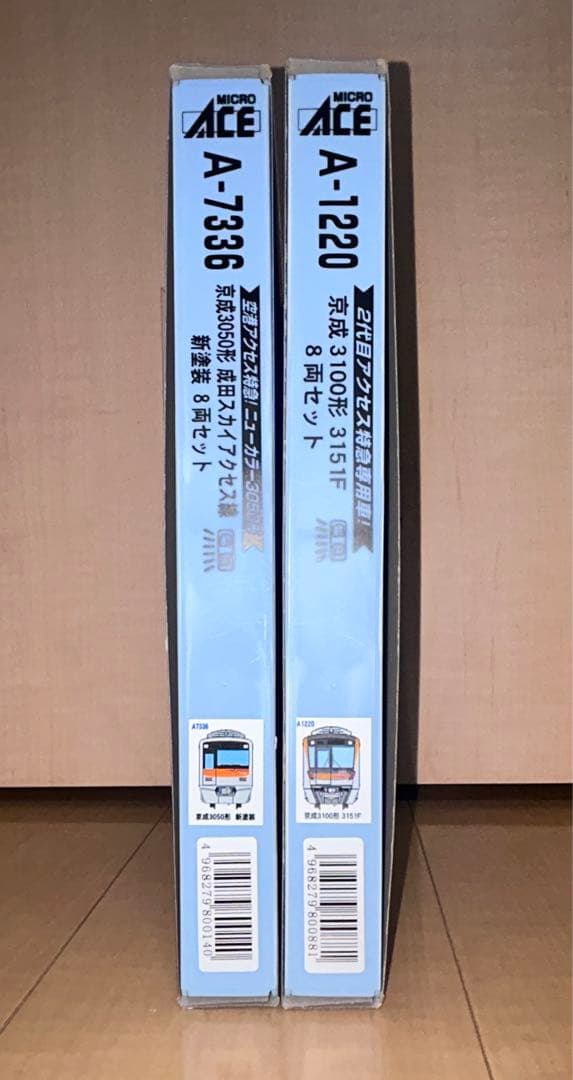 MICRO
ACE
A-7336
空港アクセス特急!ニューカラー3050形
京成3050形 成田スカイアクセス線
新塗装 8両セット
A7336
京成3050形 新塗装
4968279800140
MICRO
ACE
A-1220
2代目アクセス特急専用車!
京成 3100形 3151F
8両セット
A1220
京成3100形 3151F
4968279800881